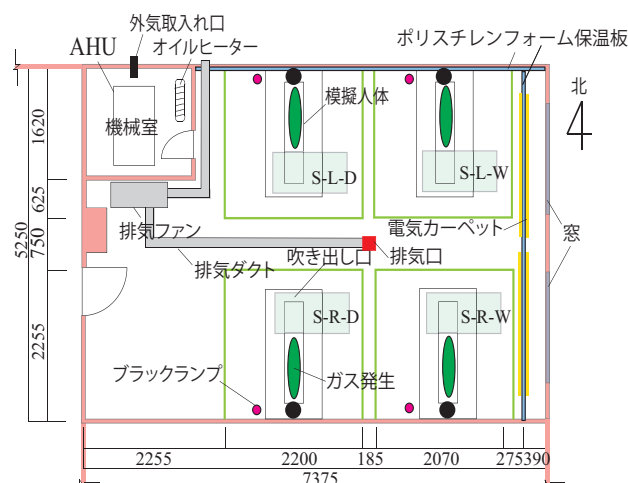 外気取入れ口
AHU
オイルヒーター
ポリスチレンフォーム保温板
北
機械室
模擬人体
S-L-D
S-L-W
1620
625
750
5250
2255
排気ファン
電気カーペット
窓
排気ダクト
吹き出し口
排気口
S-R-D
S-R-W
ブラックランプ
ガス発生
2255
2200
185
2070
275
390
7375